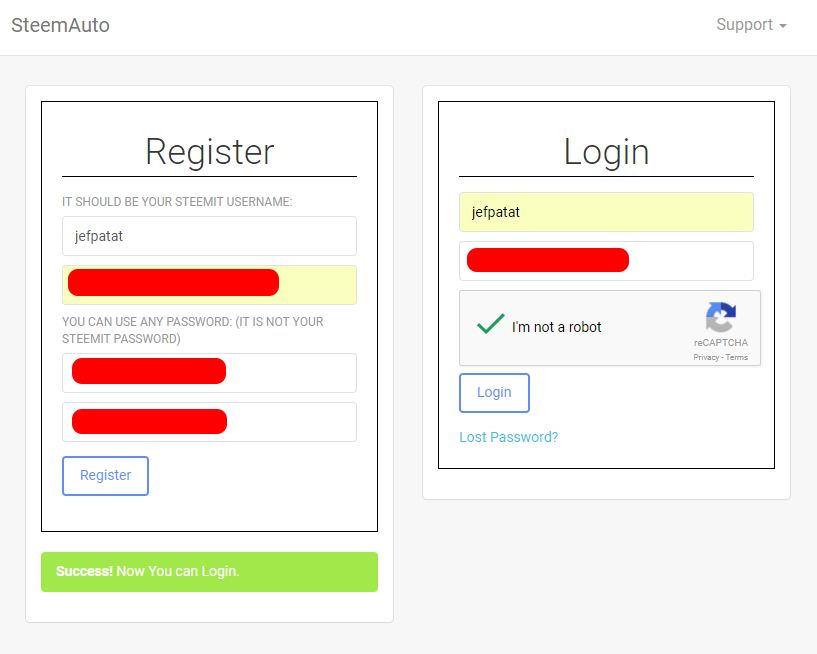 SteemAuto
Support
Register
IT SHOULD BE YOUR STEEMIT USERNAME:
jefpatat
YOU CAN USE ANY PASSWORD: (IT IS NOT YOUR
STEEMIT PASSWORD)
Register
Success! Now You can Login.
Login
jefpatat
I'm not a robot
reCAPTCHA
Privacy - Terms
Login
Lost Password?